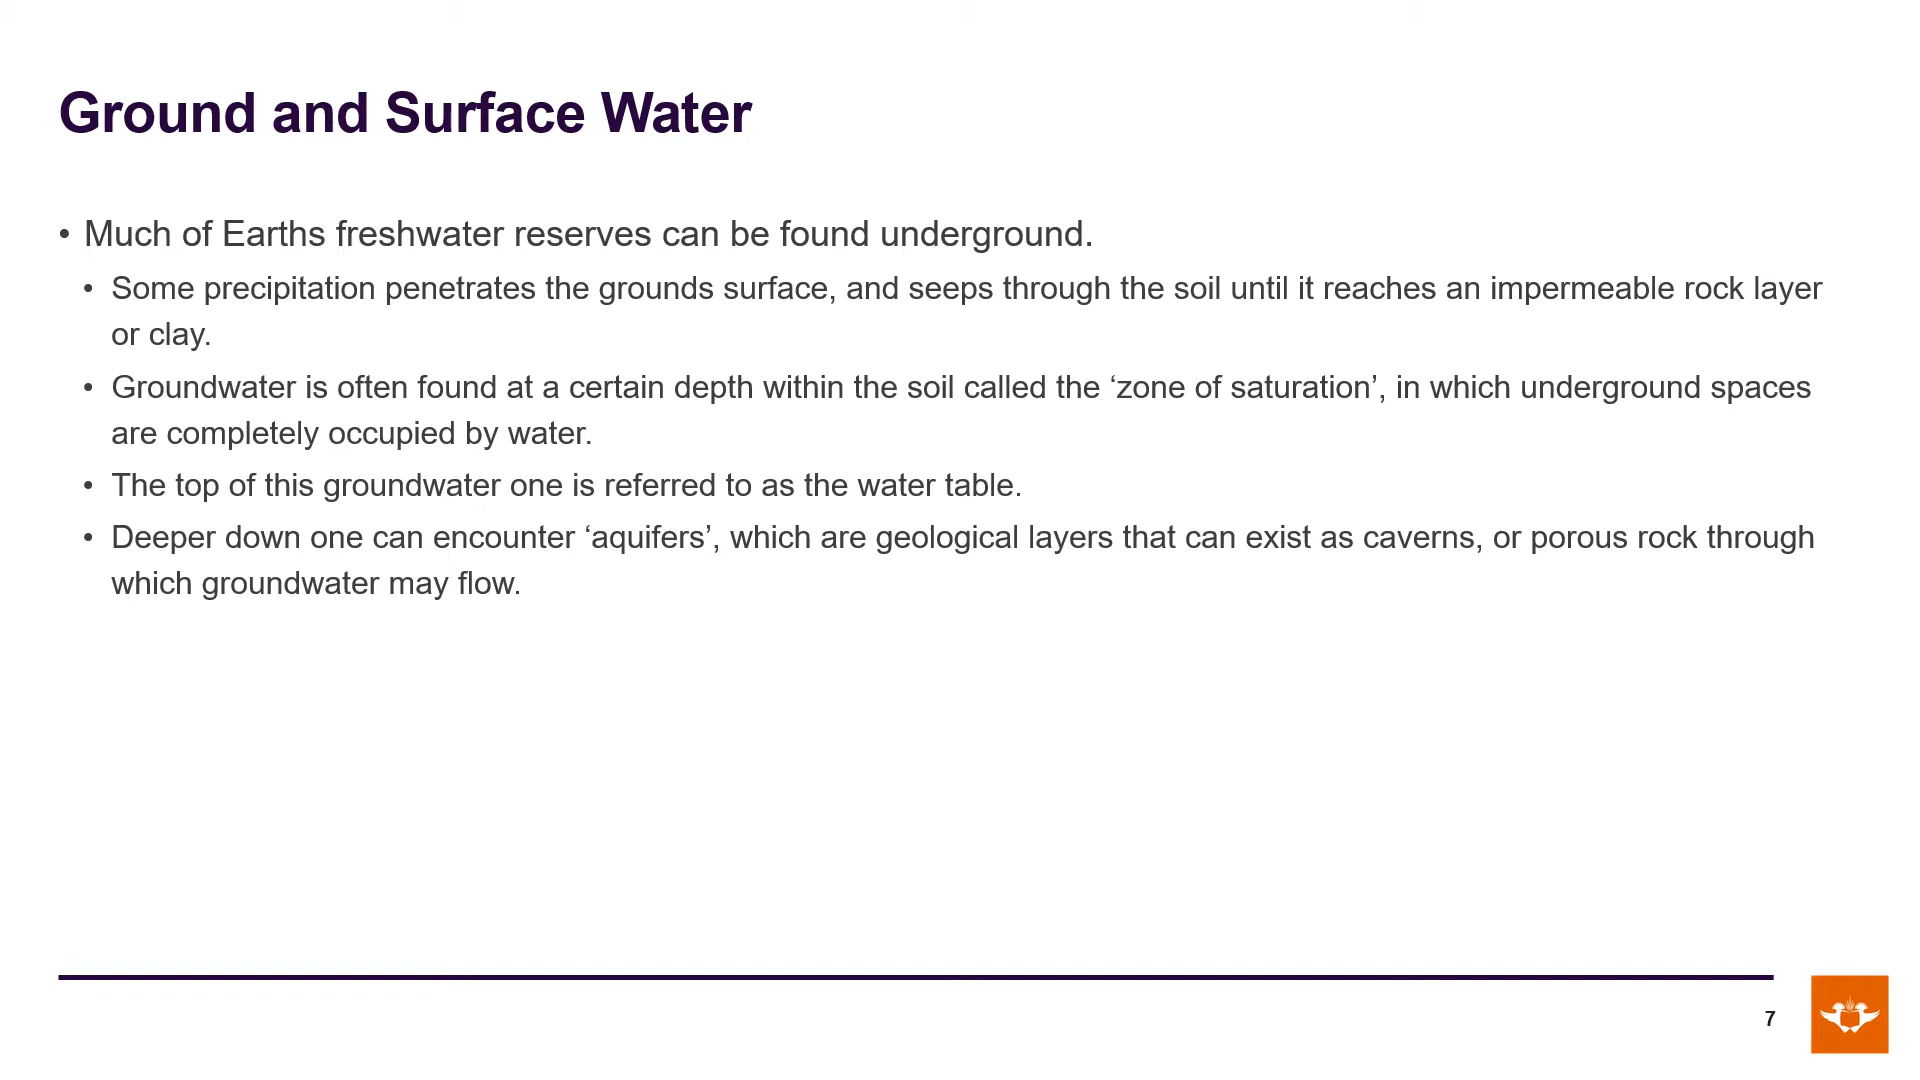 Ground and Surface Water
• Much of Earths freshwater reserves can be found underground.
• Some precipitation penetrates the grounds surface, and seeps through the soil until it reaches an impermeable rock layer
or clay.
• Groundwater is often found at a certain depth within the soil called the ‘zone of saturation’, in which underground spaces
are completely occupied by water.
• The top of this groundwater one is referred to as the water table.
• Deeper down one can encounter ‘aquifers’, which are geological layers that can exist as caverns, or porous rock through
which groundwater may flow.
7